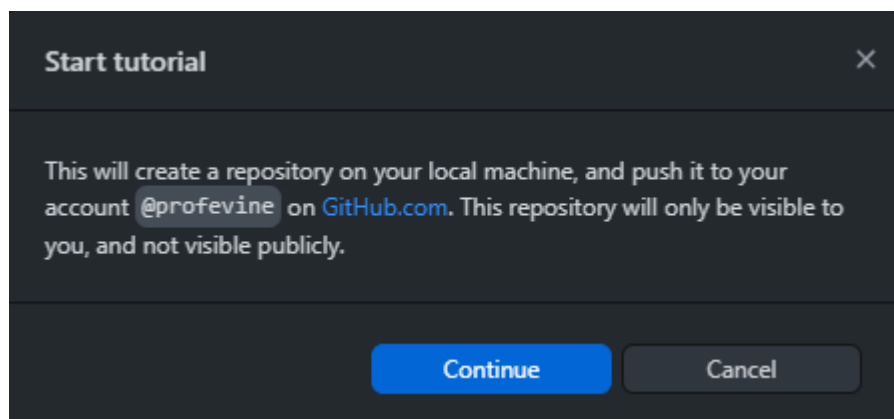 Start tutorial
This will create a repository on your local machine, and push it to your
account @profevine on GitHub.com. This repository will only be visible to
you, and not visible publicly.
Continue
Cancel